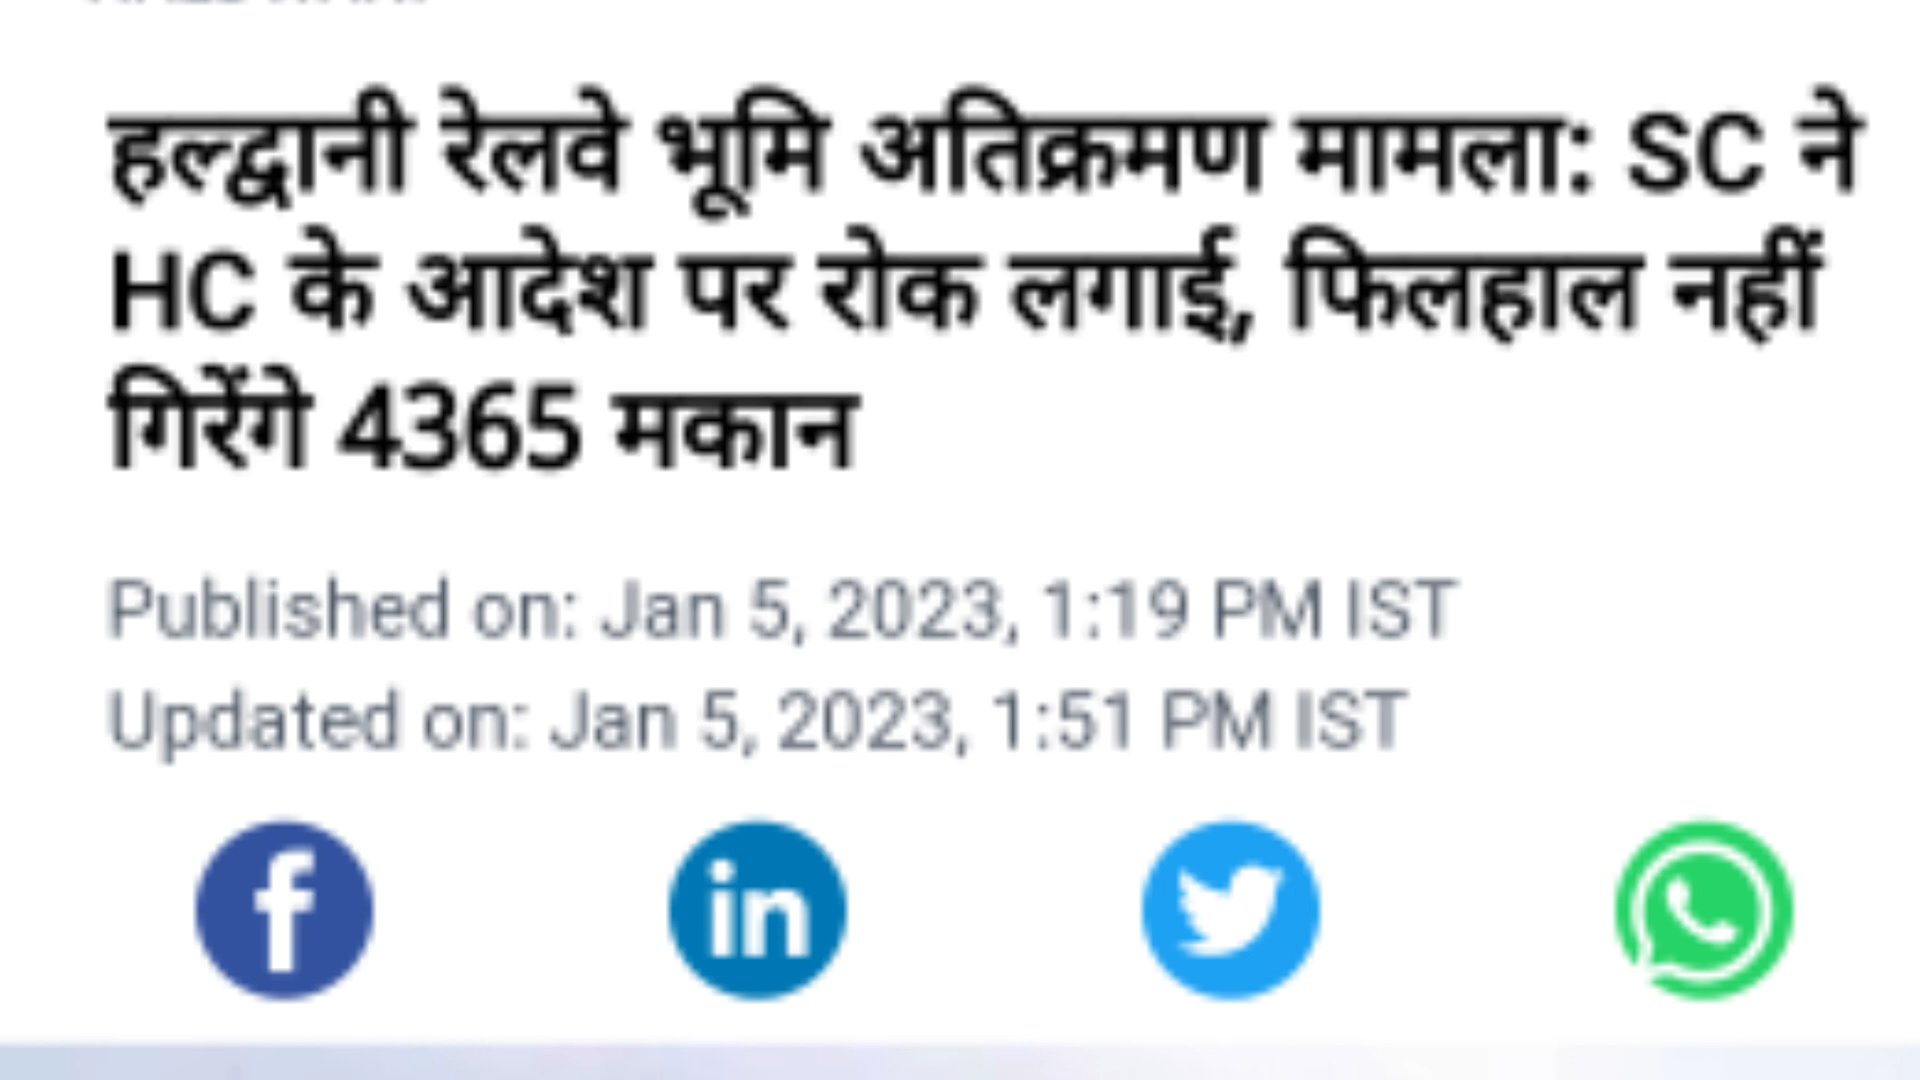 हल्द्वानी रेलवे भूमि अतिक्रमण मामला: SC ने
HC के आदेश पर रोक लगाई, फिलहाल नहीं
गिरेंगे 4365 मकान
Published on: Jan 5, 2023, 1:19 PM IST
Updated on: Jan 5, 2023, 1:51 PM IST
f
in